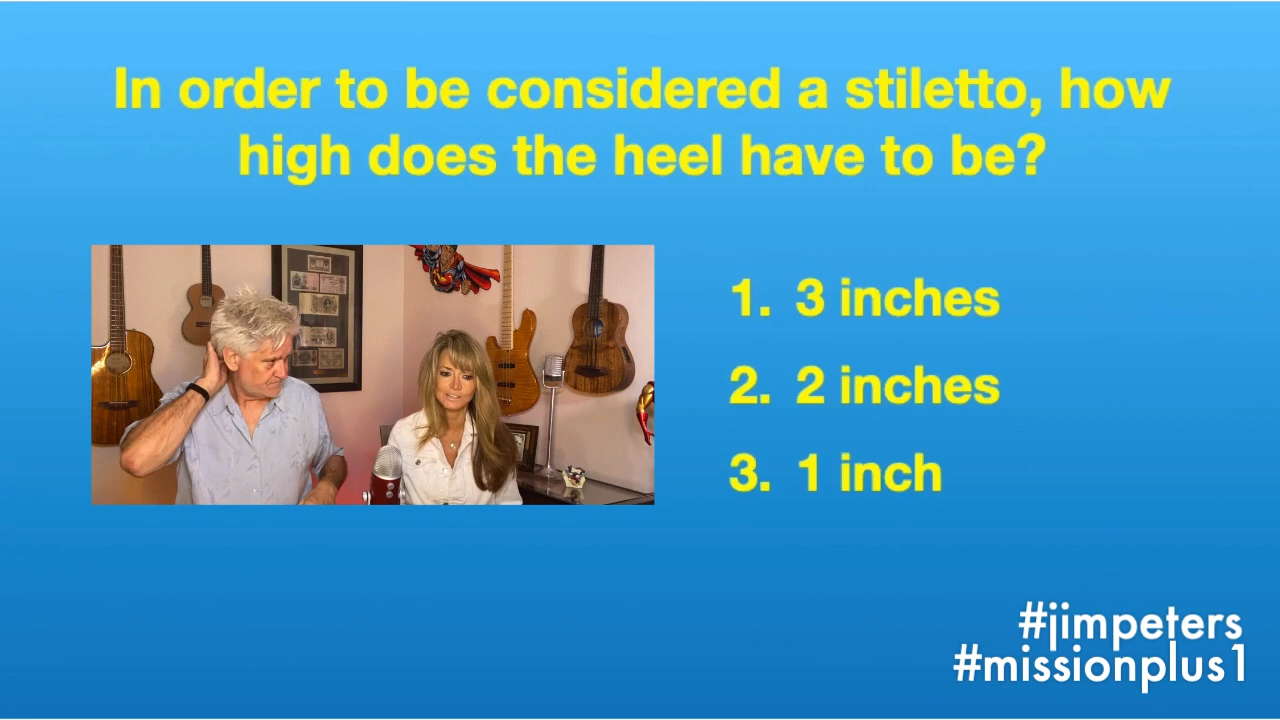 In order to be considered a stiletto, how
high does the heel have to be?
1. 3 inches
2. 2 inches
3. 1 inch
#jimpeters
#missionplus1